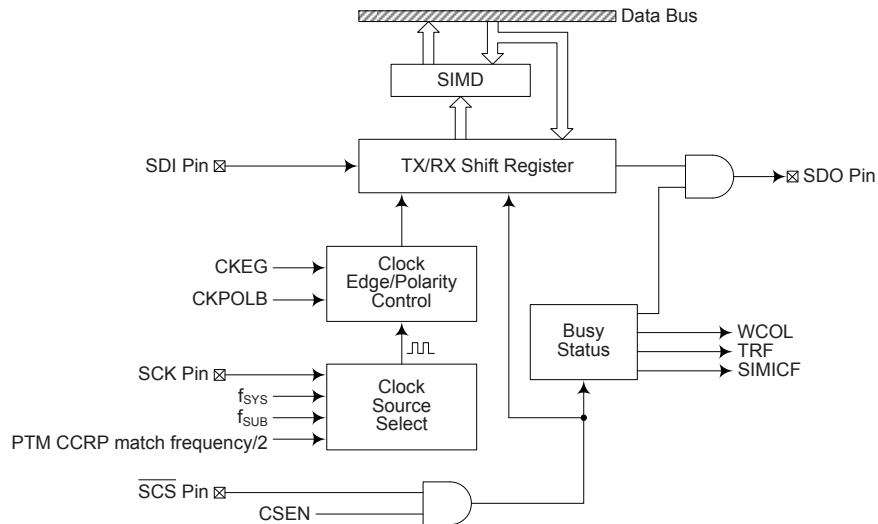 Data Bus
SIMD
SDI Pin
TX/RX Shift Register
SDO Pin
CKEG
CKPOLB
Clock
Edge/Polarity
Control
Busy
Status
WCOL
TRF
SIMICF
SCK Pin
fSYS
fSUB
PTM CCRP match frequency/2
Clock
Source
Select
SCS Pin
CSEN